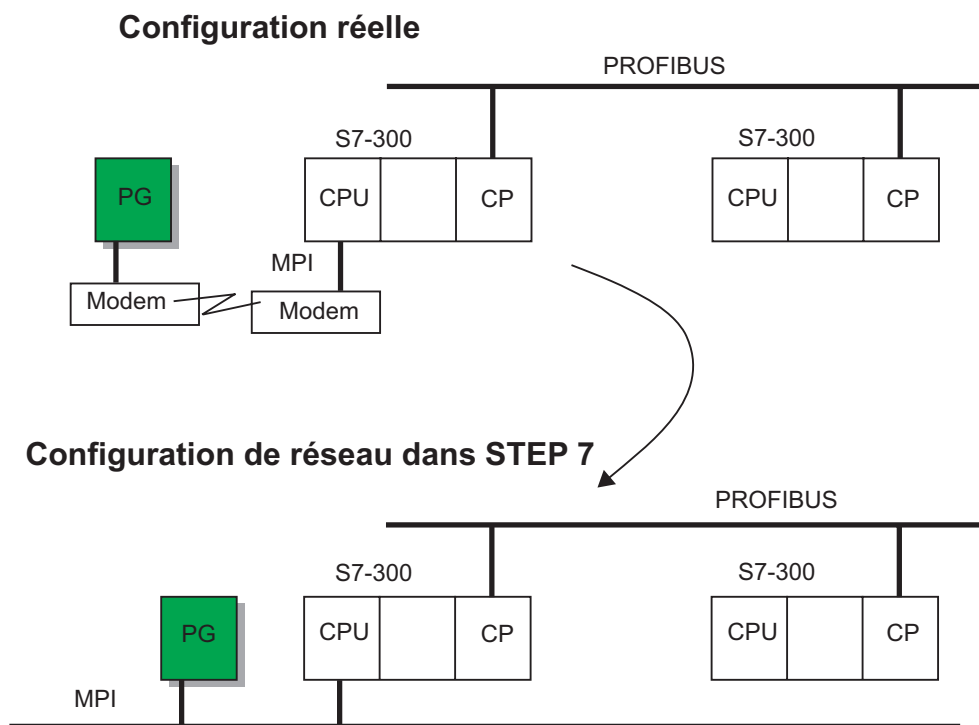 Configuration réelle
PROFIBUS
S7-300
S7-300
PG
CPU
CP
CPU
CP
MPI
Modem
Modem
Configuration de réseau dans STEP 7
PROFIBUS
S7-300
S7-300
PG
CPU
CP
CPU
CP
MPI